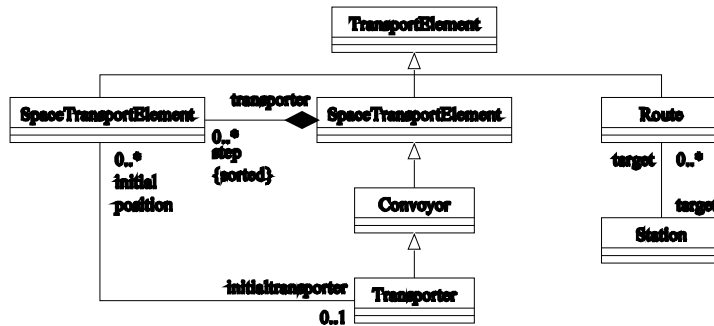 TransportElement
SpaceTransportElement
transporter
SpaceTransportElement
Route
0..*
step
{sorted}
0..*
initial
position
target
0..*
Convoyor
target
Station
initialtransporter
0..1
Transporter